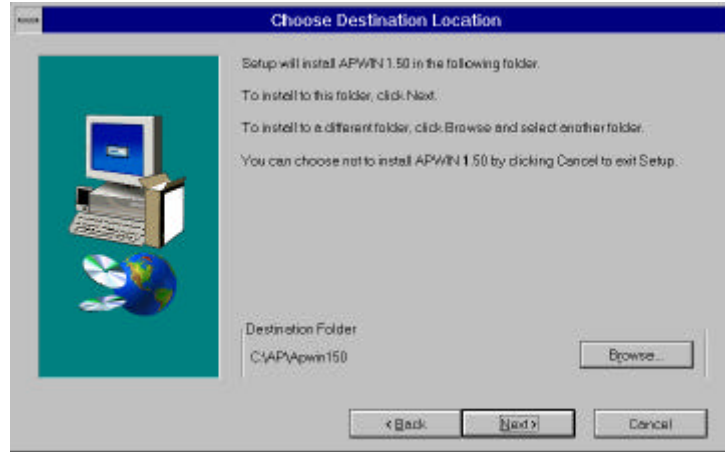 Choose Destination Location
Setup will install APWIN 1.50 in the following folder.
To install to this folder, click Next.
To install to a different folder, click Browse and select another folder.
You can choose not to install APWIN 1.50 by clicking Cancel to exit Setup.
Destination Folder
C:\AP\Apwin150
Browse...
< Back
Next >
Cancel